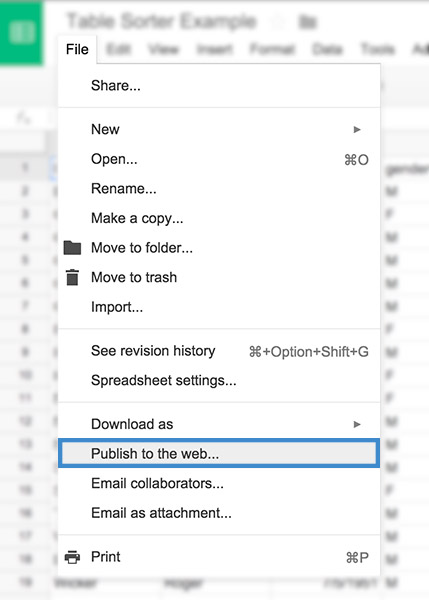 Table Sorter Example
File Edit View Insert Format Data Tools
Share...
New
Open... ⌘O
Rename...
Make a copy...
Move to folder...
Move to trash
Import...
See revision history ⌘+Option+Shift+G
Spreadsheet settings...
Download as
Publish to the web...
Email collaborators...
Email as attachment...
Print ⌘P
gender
1
2
3
4
5
6
7
8
9
10
11
12
13
14
15
16
17
18
19 Wicker Roger 7/5/1951 M